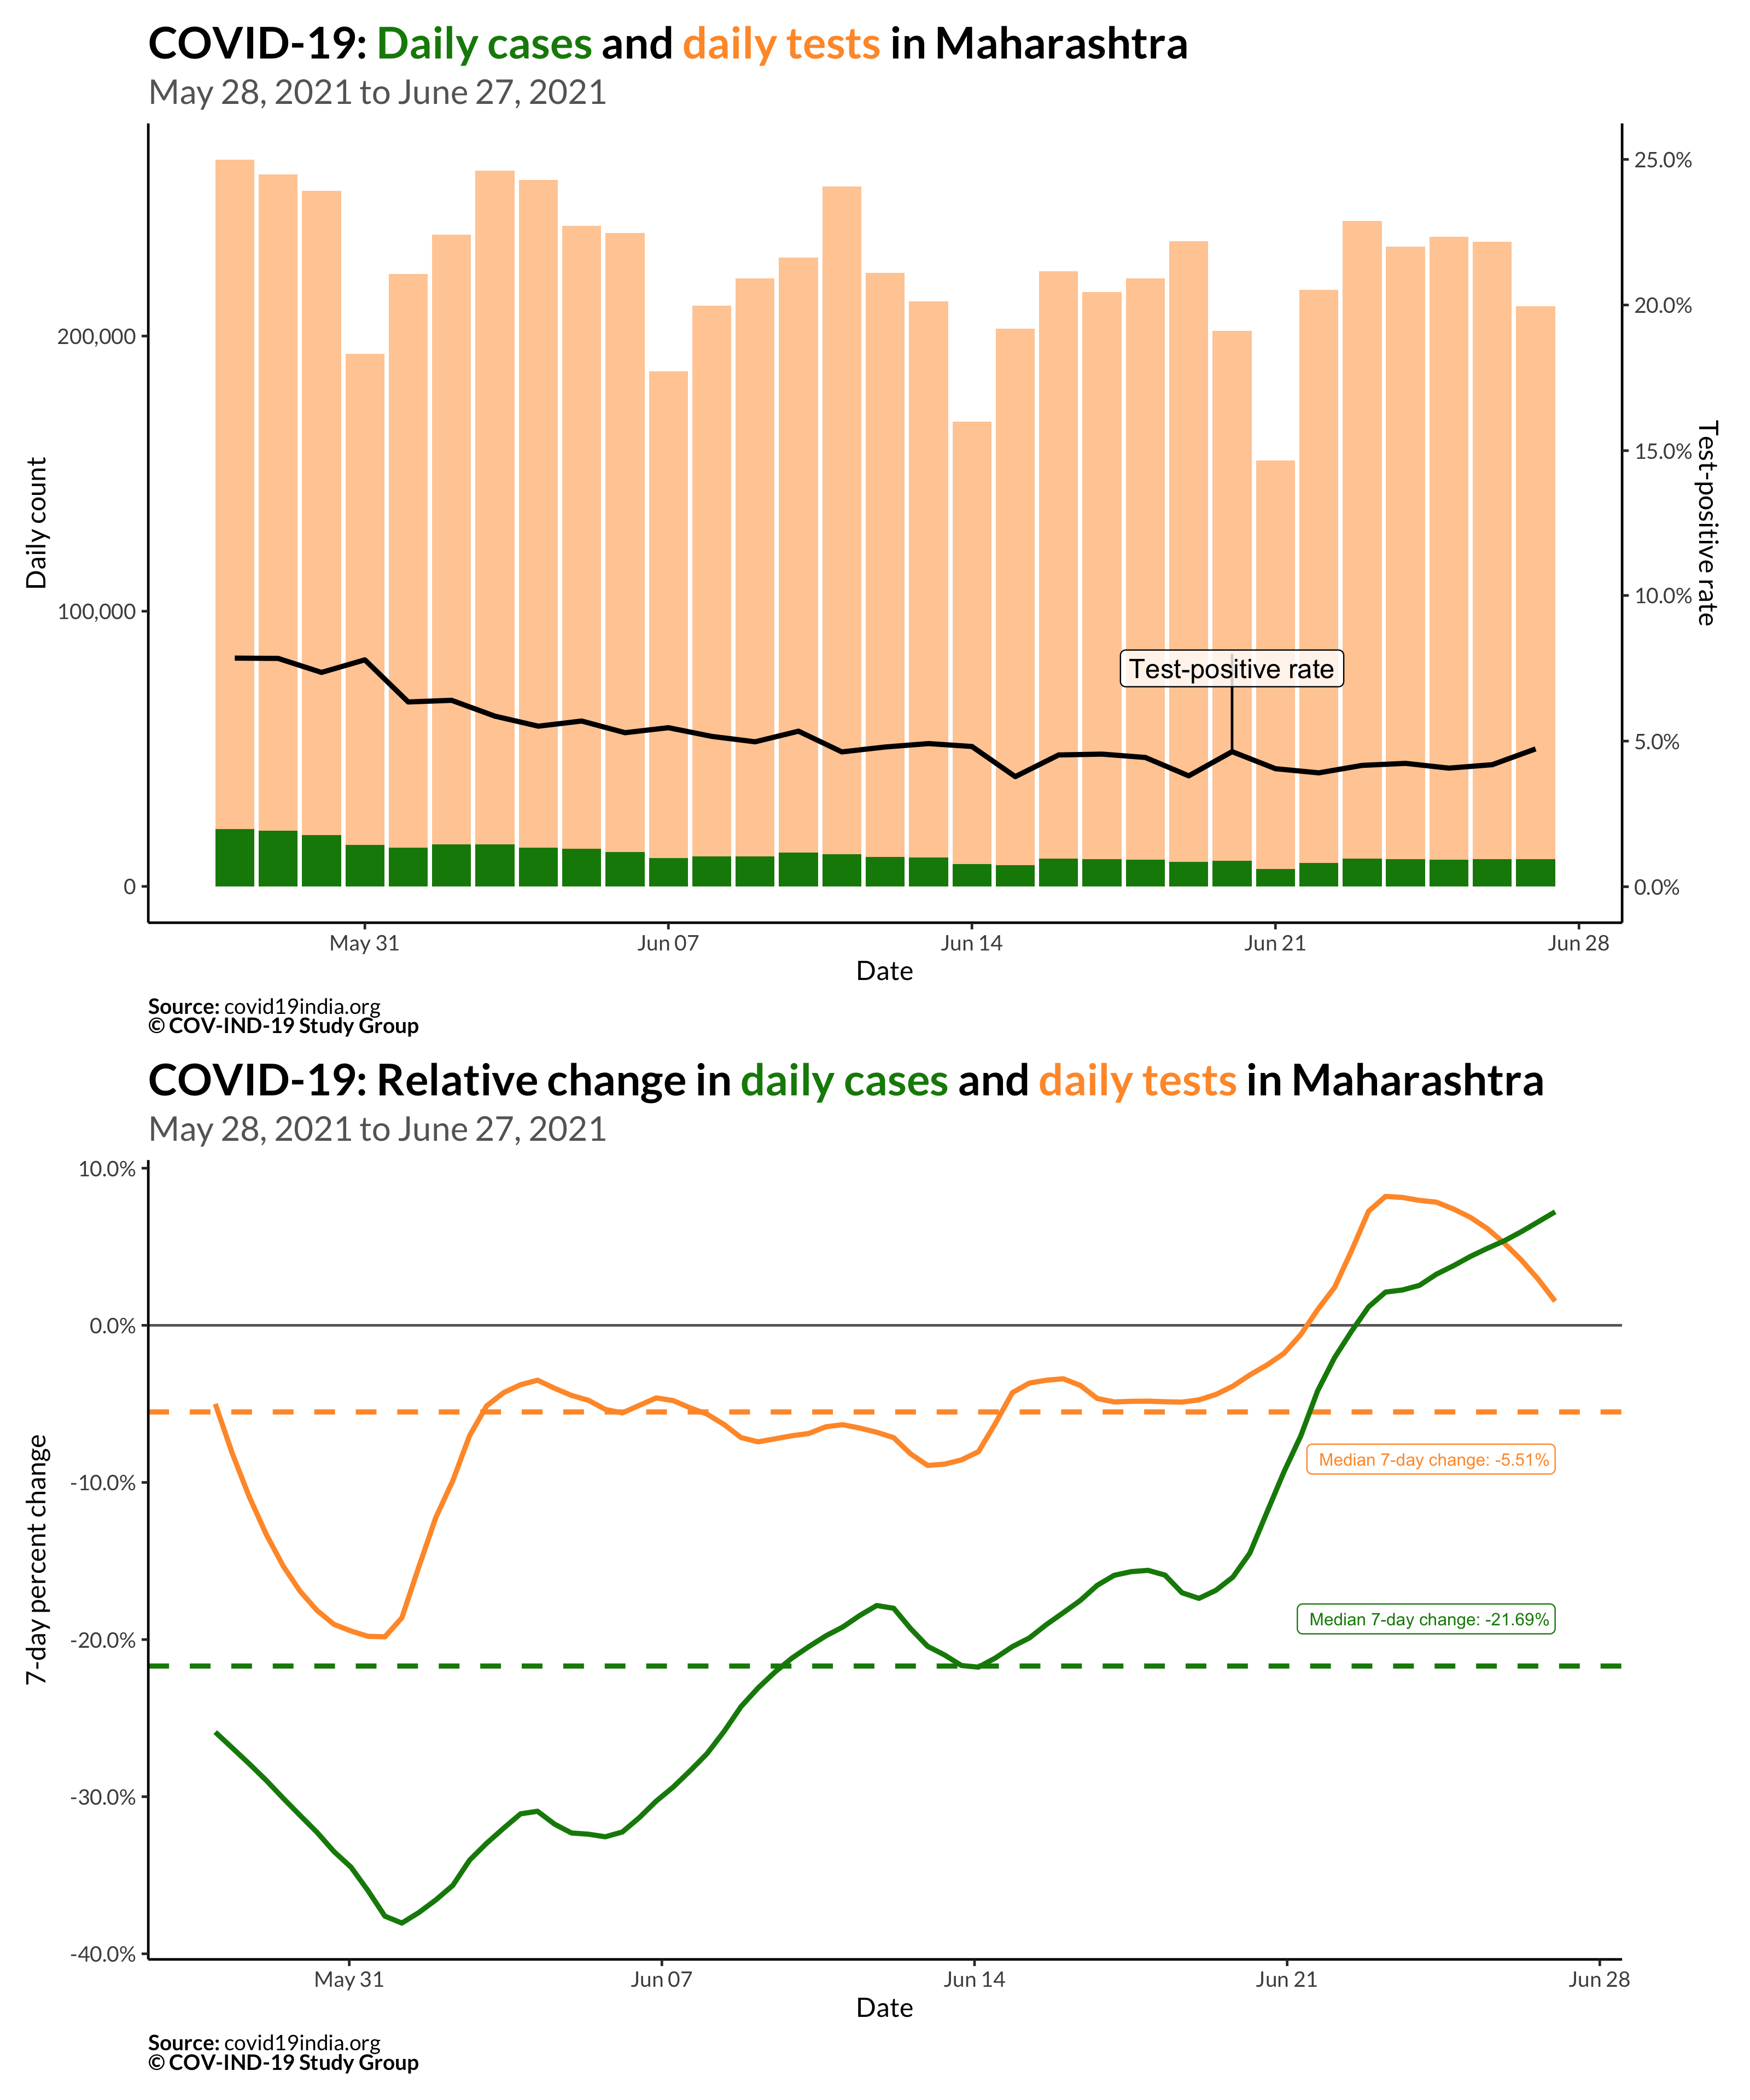 COVID-19: Daily cases and daily tests in Maharashtra
May 28, 2021 to June 27, 2021
25.0%
20.0%
200,000
15.0%
Daily count
Test-positive rate
100,000
10.0%
Test-positive rate
5.0%
0
0.0%
May 31
Jun 07
Jun 14
Jun 21
Jun 28
Date
Source: covid19india.org
© COV-IND-19 Study Group
COVID-19: Relative change in daily cases and daily tests in Maharashtra
May 28, 2021 to June 27, 2021
10.0%
0.0%
-10.0%
-20.0%
-30.0%
-40.0%
7-day percent change
Median 7-day change: -5.51%
Median 7-day change: -21.69%
May 31
Jun 07
Jun 14
Jun 21
Jun 28
Date
Source: covid19india.org
© COV-IND-19 Study Group